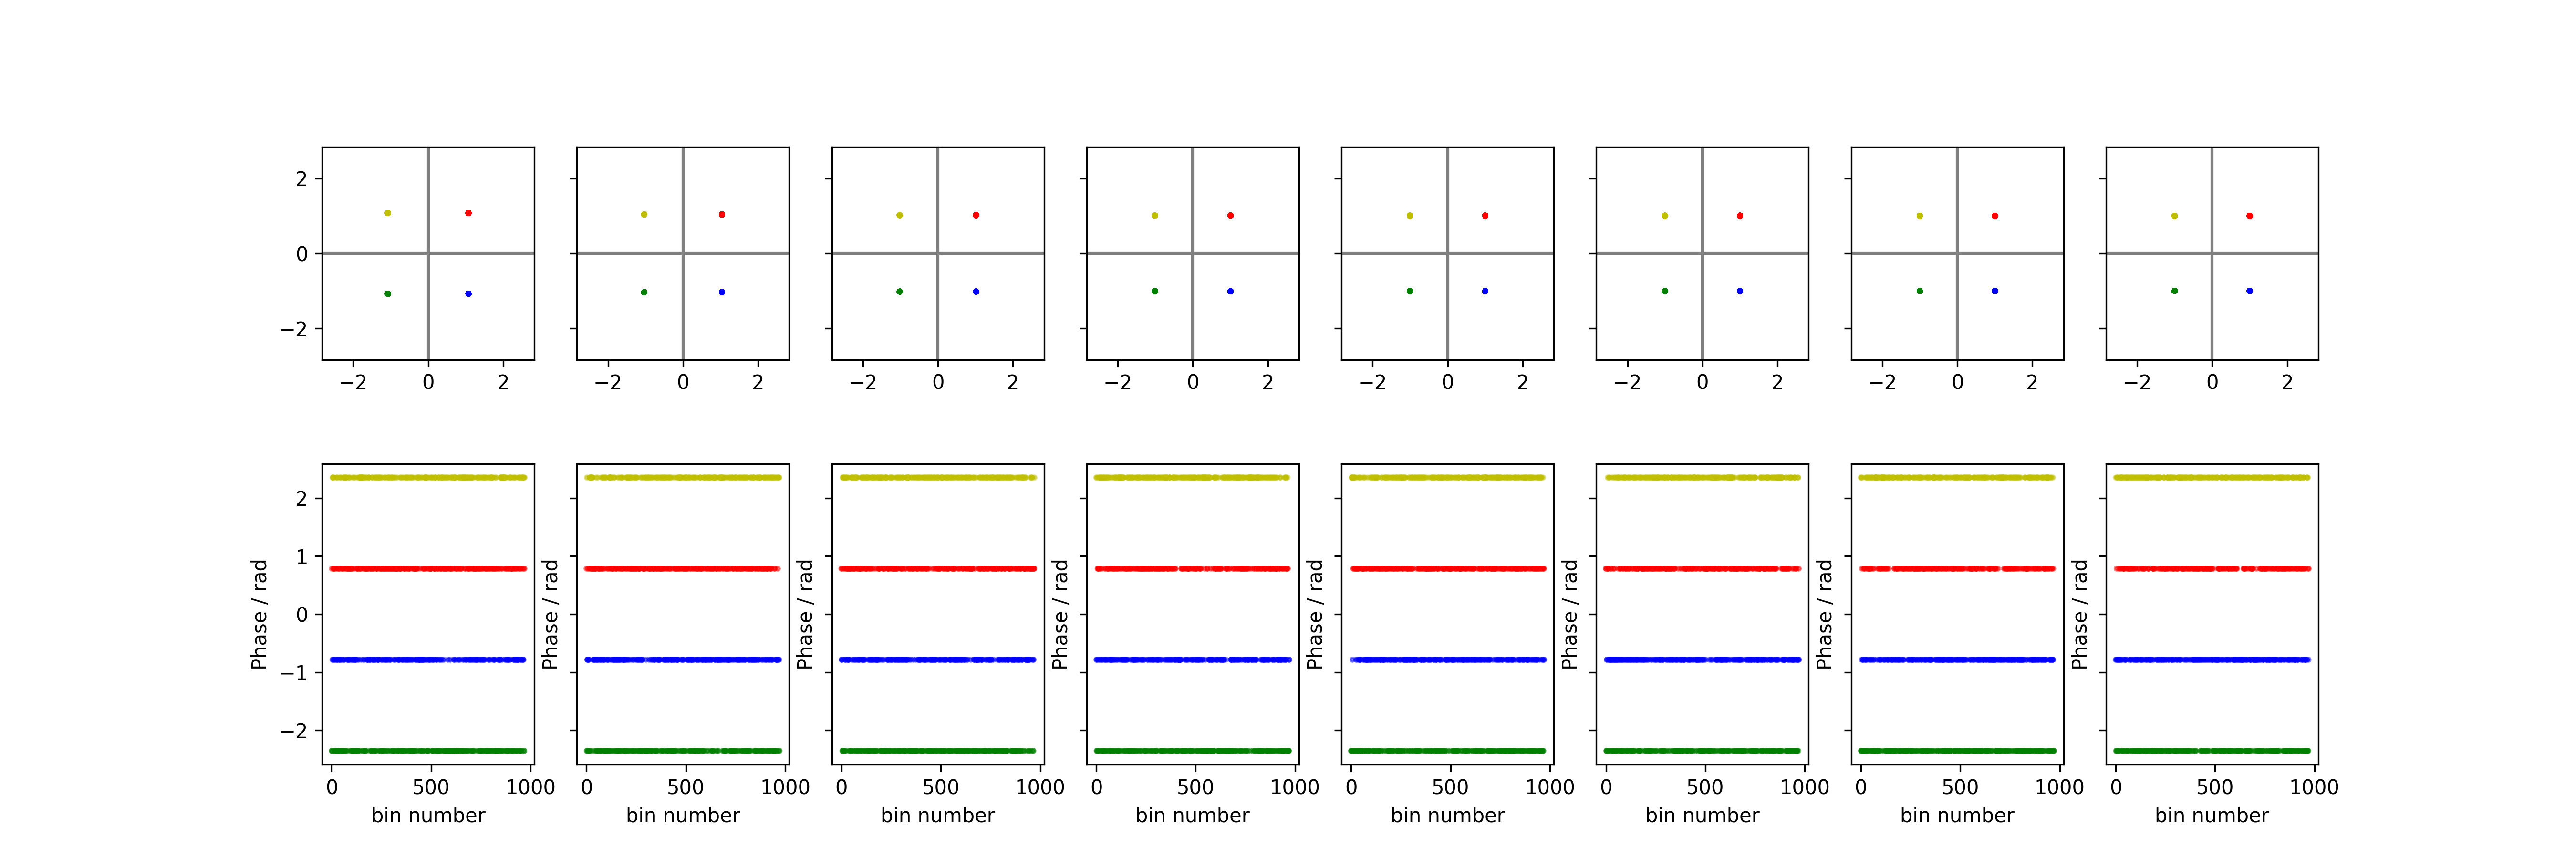 2
0
−2
−2 0 2 −2 0 2 −2 0 2 −2 0 2 −2 0 2 −2 0 2 −2 0 2 −2 0 2
Phase / rad Phase / rad Phase / rad Phase / rad Phase / rad Phase / rad Phase / rad Phase / rad
2
1
0
−1
−2
0 500 1000 0 500 1000 0 500 1000 0 500 1000 0 500 1000 0 500 1000 0 500 1000 0 500 1000
bin number bin number bin number bin number bin number bin number bin number bin number